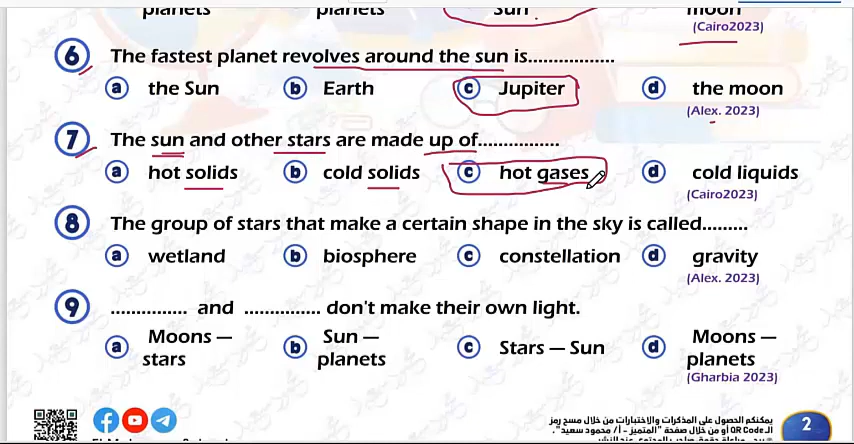 planets planets Sun moon
(Cairo2023)
6 The fastest planet revolves around the sun is.................
a the Sun b Earth c Jupiter d the moon
(Alex. 2023)
7 The sun and other stars are made up of................
a hot solids b cold solids c hot gases d cold liquids
(Cairo2023)
8 The group of stars that make a certain shape in the sky is called.........
a wetland b biosphere c constellation d gravity
(Alex. 2023)
9 ............... and ............... don't make their own light.
a Moons — stars b Sun — planets c Stars — Sun d Moons — planets
(Gharbia 2023)
يمكنكم الحصول على المذكرات والاختبارات من خلال مسح رمز
الـ QR Code أو من خلال صفحة "المتميز - أ/ محمود سعيد".
2